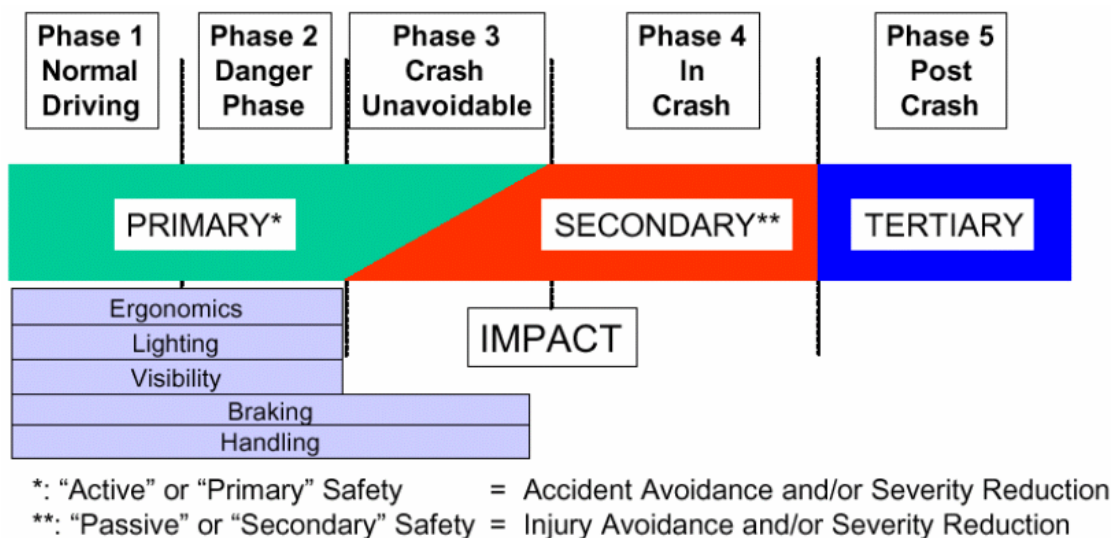 Phase 1
Normal
Driving
Phase 2
Danger
Phase
Phase 3
Crash
Unavoidable
Phase 4
In
Crash
Phase 5
Post
Crash
PRIMARY*
SECONDARY**
TERTIARY
Ergonomics
Lighting
Visibility
Braking
Handling
IMPACT
*: “Active” or “Primary” Safety = Accident Avoidance and/or Severity Reduction
**: “Passive” or “Secondary” Safety = Injury Avoidance and/or Severity Reduction